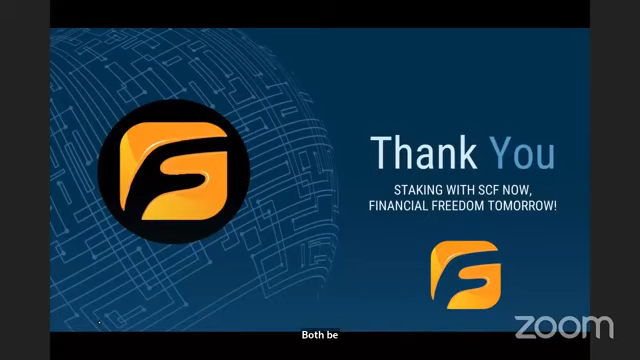 Thank You
STAKING WITH SCF NOW,
FINANCIAL FREEDOM TOMORROW!
zoom
Both be